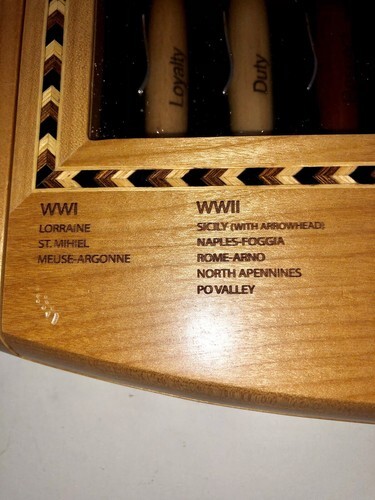 Loyalty
Duty
WWI
LORRAINE
ST. MIHIEL
MEUSE-ARGONNE
WWII
SICILY (WITH ARROWHEAD)
NAPLES-FOGGIA
ROME-ARNO
NORTH APENNINES
PO VALLEY